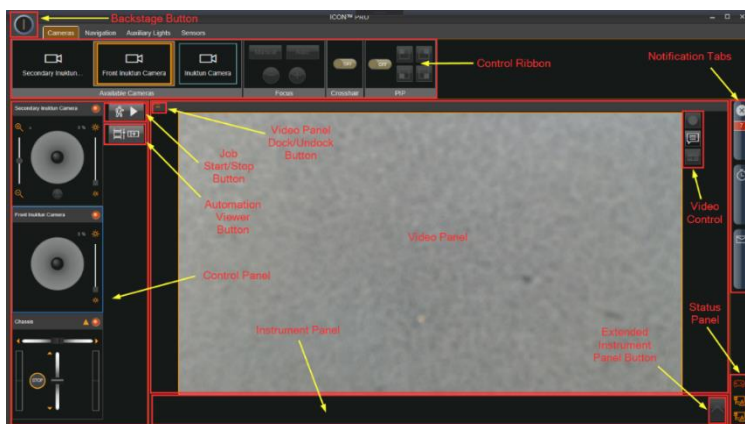 Backstage Button
ICON™ PRO
Cameras Navigation Auxiliary Lights Sensors
Secondary Inuktun... Front Inuktun Camera Inuktun Camera
Available Cameras Focus Crosshair PIP
OFF OFF
Control Ribbon
Notification Tabs
Secondary Inuktun Camera
Video Panel
Dock/Undock
Button
Job
Start/Stop
Button
Automation
Viewer
Button
Video
Control
Front Inuktun Camera
Video Panel
Control Panel
Chassis
STOP
Instrument Panel
Extended
Instrument
Panel Button
Status
Panel